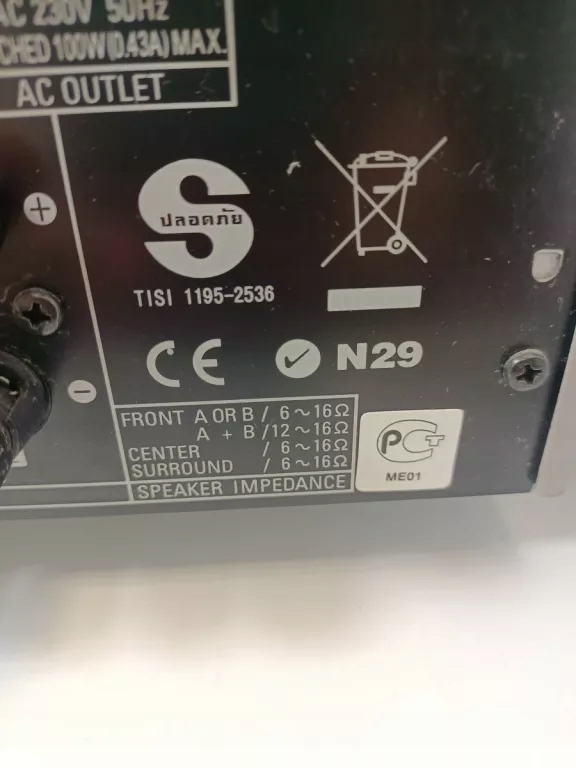 AC 230V 50Hz
CHED 100W(0.43A)MAX.
AC OUTLET
ปลอดภัย
TISI 1195-2536
CE
N29
FRONT A OR B / 6~16Ω
A + B /12~16Ω
CENTER / 6~16Ω
SURROUND / 6~16Ω
SPEAKER IMPEDANCE
РСТ
ME01